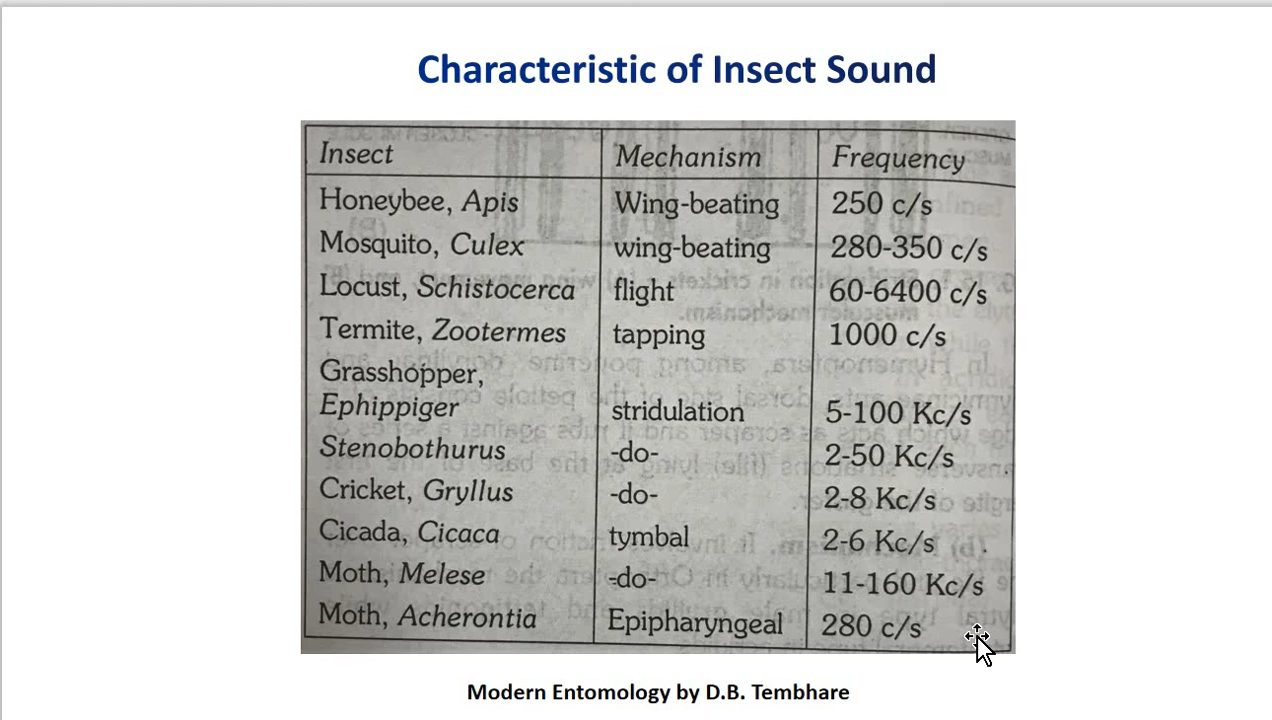 Characteristic of Insect Sound
Insect Mechanism Frequency
Honeybee, Apis Wing-beating 250 c/s
Mosquito, Culex wing-beating 280-350 c/s
Locust, Schistocerca flight 60-6400 c/s
Termite, Zootermes tapping 1000 c/s
Grasshopper,
Ephippiger stridulation 5-100 Kc/s
Stenobothurus -do- 2-50 Kc/s
Cricket, Gryllus -do- 2-8 Kc/s
Cicada, Cicaca tymbal 2-6 Kc/s
Moth, Melese -do- 11-160 Kc/s
Moth, Acherontia Epipharyngeal 280 c/s
Modern Entomology by D.B. Tembhare